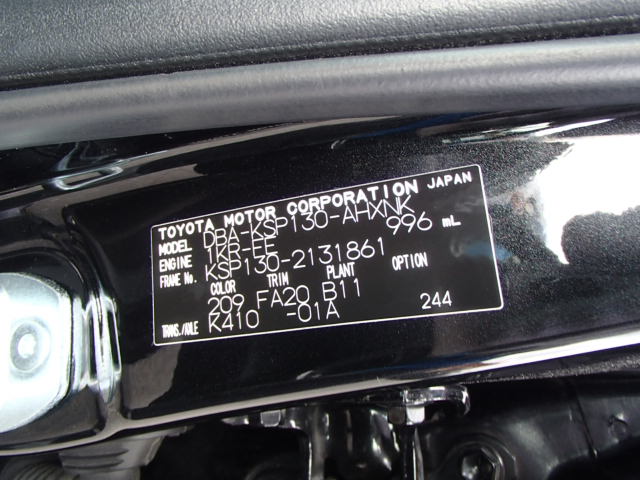 TOYOTA MOTOR CORPORATION JAPAN
MODEL DBA-KSP130-AHXNK
ENGINE 1KR-FE 996 mL
FRAME No. KSP130-2131861
COLOR TRIM PLANT OPTION
209 FA20 B11
TRANS./AXLE K410 -01A 244